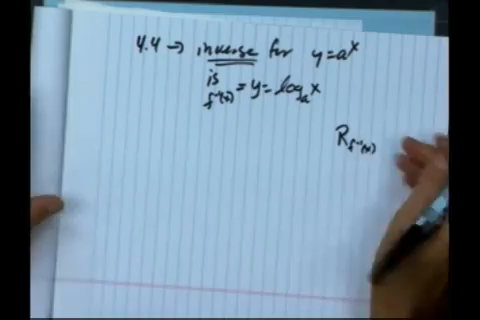 4.4 → inverse for y = a^x
is
f⁻¹(x) = y = log_a x
R_f⁻¹(x)